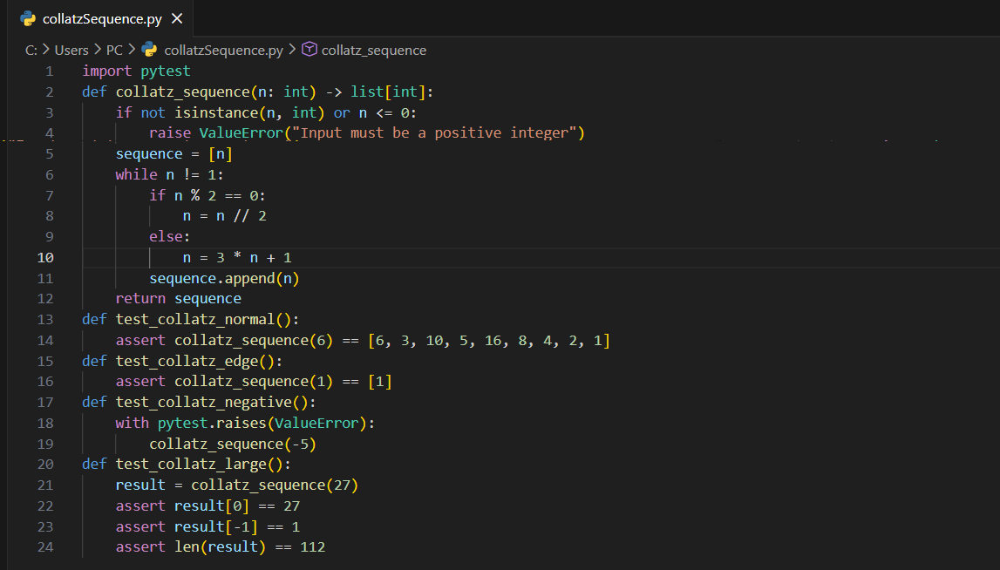 collatzSequence.py ×
C: > Users > PC > collatzSequence.py > collatz_sequence
1 import pytest
2 def collatz_sequence(n: int) -> list[int]:
3     if not isinstance(n, int) or n <= 0:
4         raise ValueError("Input must be a positive integer")
5     sequence = [n]
6     while n != 1:
7         if n % 2 == 0:
8             n = n // 2
9         else:
10             n = 3 * n + 1
11         sequence.append(n)
12     return sequence
13 def test_collatz_normal():
14     assert collatz_sequence(6) == [6, 3, 10, 5, 16, 8, 4, 2, 1]
15 def test_collatz_edge():
16     assert collatz_sequence(1) == [1]
17 def test_collatz_negative():
18     with pytest.raises(ValueError):
19         collatz_sequence(-5)
20 def test_collatz_large():
21     result = collatz_sequence(27)
22     assert result[0] == 27
23     assert result[-1] == 1
24     assert len(result) == 112